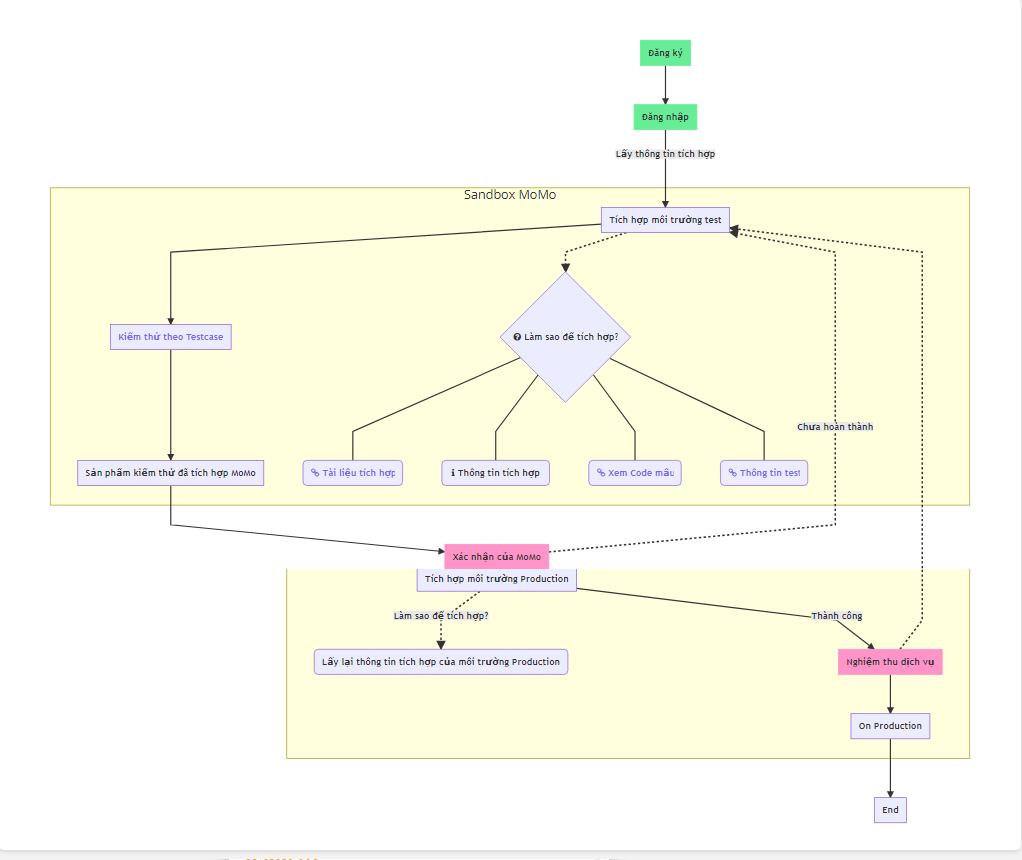 Đăng ký
Đăng nhập
Lấy thông tin tích hợp
Sandbox MoMo
Tích hợp môi trường test
Kiểm thử theo Testcase
Làm sao để tích hợp?
Chưa hoàn thành
Sản phẩm kiểm thử đã tích hợp MoMo
Tài liệu tích hợp
Thông tin tích hợp
Xem Code mẫu
Thông tin test
Xác nhận của MoMo
Tích hợp môi trường Production
Làm sao để tích hợp?
Thành công
Lấy lại thông tin tích hợp của môi trường Production
Nghiệm thu dịch vụ
On Production
End